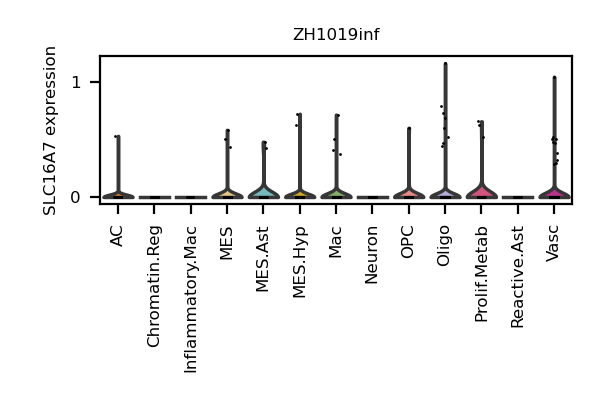 ZH1019inf
SLC16A7 expression
1
0
AC
Chromatin.Reg
Inflammatory.Mac
MES
MES.Ast
MES.Hyp
Mac
Neuron
OPC
Oligo
Prolif.Metab
Reactive.Ast
Vasc